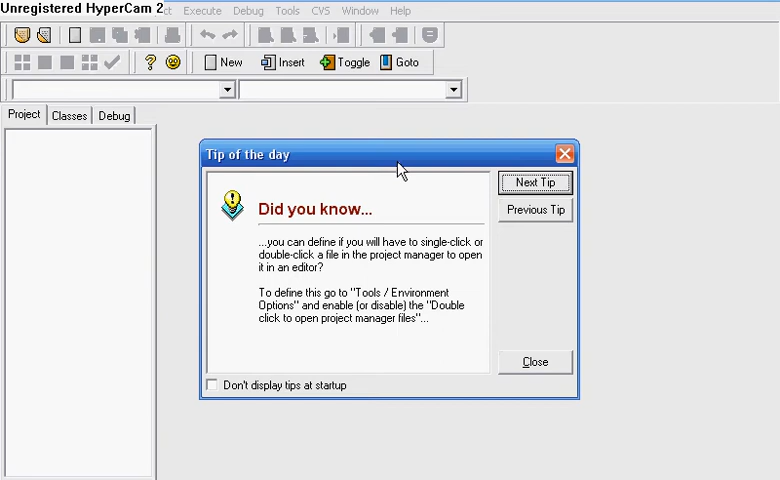 Unregistered HyperCam 2
ct Execute Debug Tools CVS Window Help
New Insert Toggle Goto
Project Classes Debug
Tip of the day
Next Tip
Did you know...
Previous Tip
...you can define if you will have to single-click or
double-click a file in the project manager to open
it in an editor?
To define this go to "Tools / Environment
Options" and enable (or disable) the "Double
click to open project manager files"...
Close
Don't display tips at startup